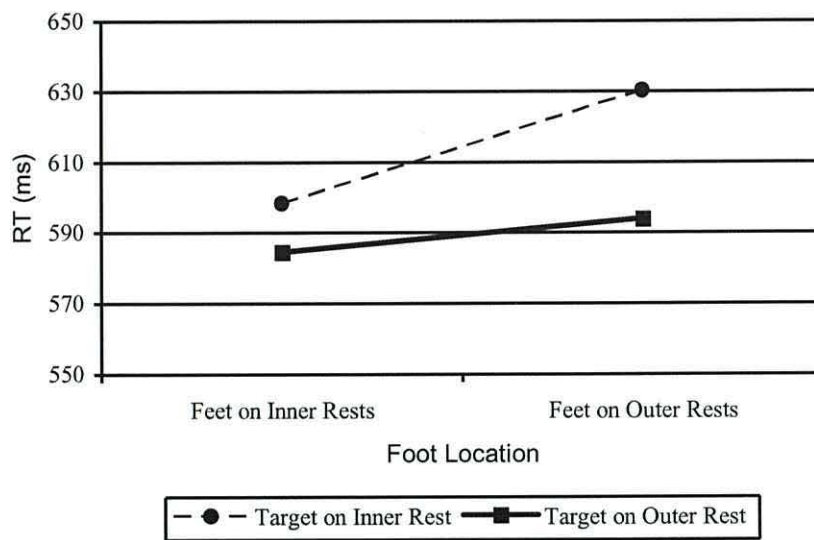 650
630
610
590
570
550
RT (ms)
Feet on Inner Rests
Feet on Outer Rests
Foot Location
Target on Inner Rest
Target on Outer Rest